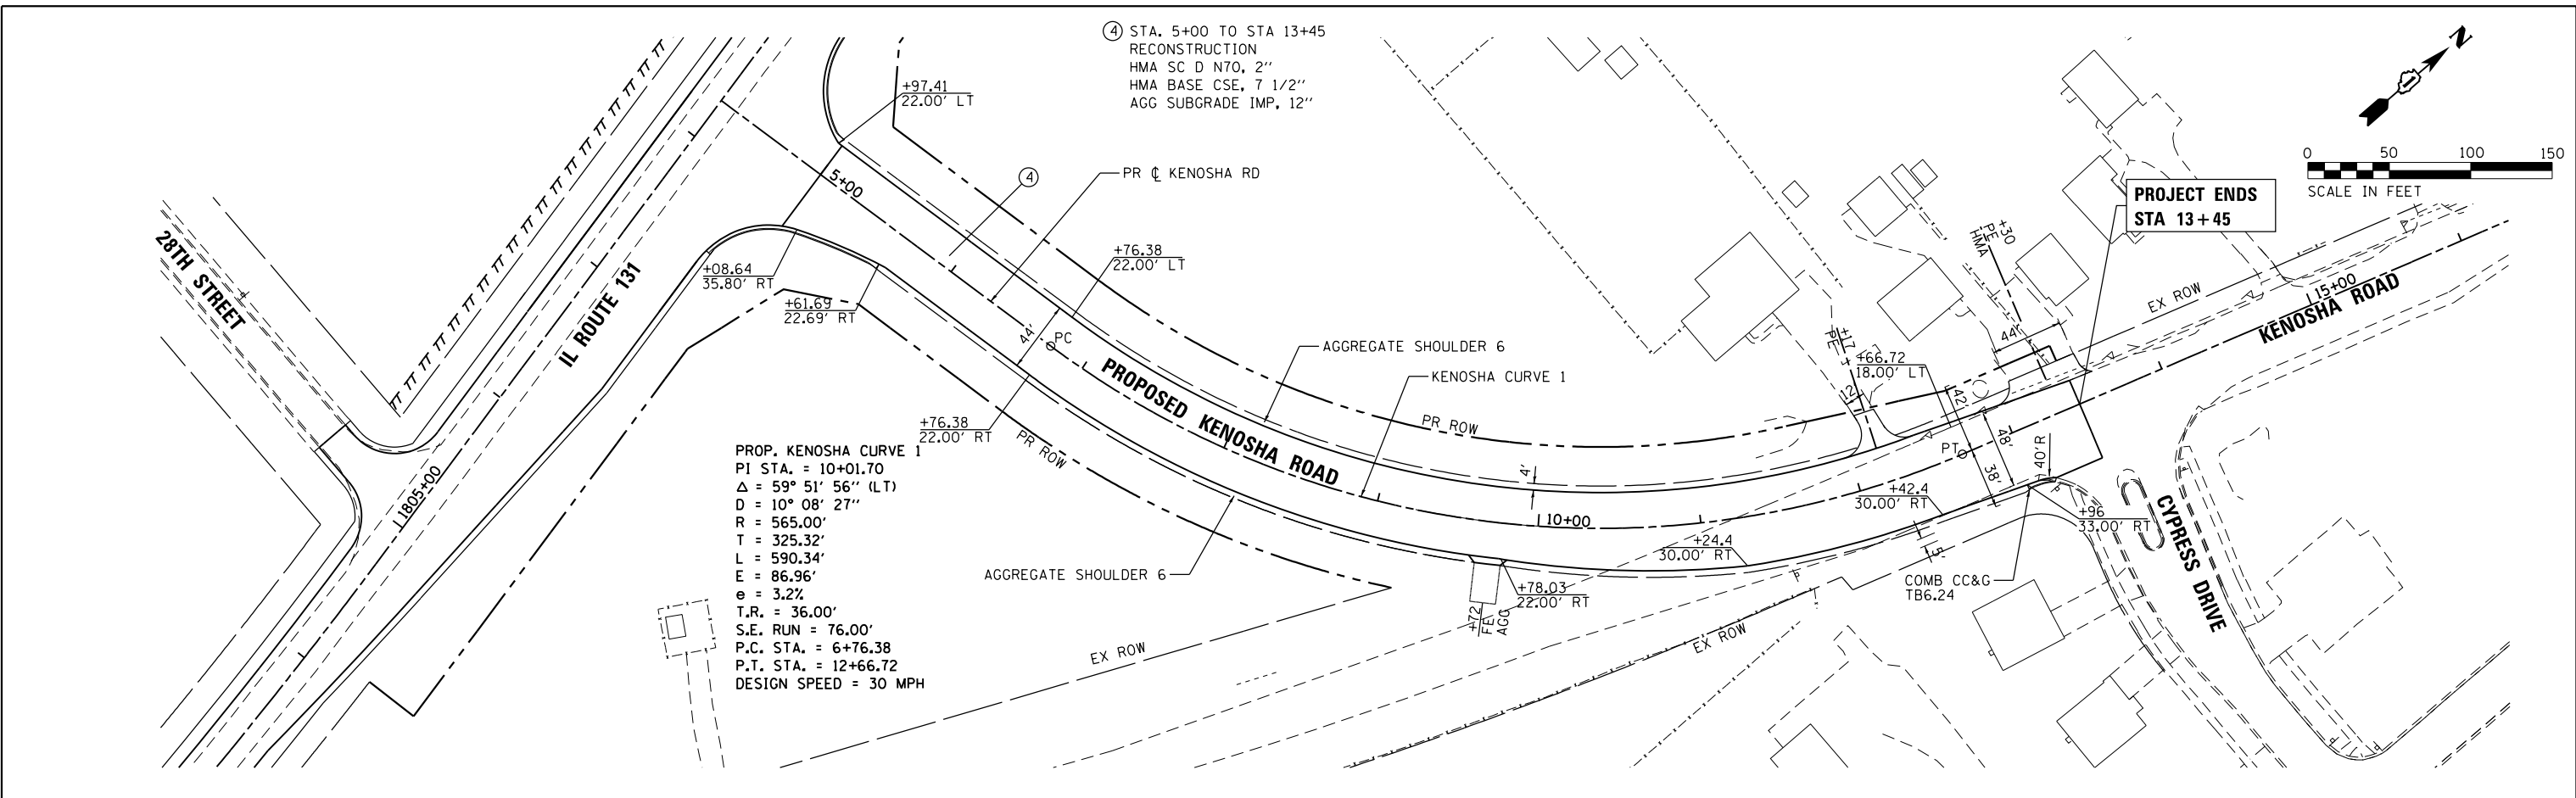 ④ STA. 5+00 TO STA 13+45
RECONSTRUCTION
HMA SC D N70, 2"
HMA BASE CSE, 7 1/2"
AGG SUBGRADE IMP, 12"
N
0 50 100 150
SCALE IN FEET
+97.41
22.00' LT
5+00
④
PR ℄ KENOSHA RD
PROJECT ENDS
STA 13+45
28TH STREET
IL ROUTE 131
1805+00
+08.64
35.80' RT
+61.69
22.69' RT
+76.38
22.00' LT
44'
PC
+76.38
22.00' RT
PR ROW
PROPOSED KENOSHA ROAD
AGGREGATE SHOULDER 6
KENOSHA CURVE 1
PR ROW
4'
10+00
+30
PE
HMA
44'
+17
PE
12'
+66.72
18.00' LT
42'
48'
PT
38'
40'R
EX ROW
15+00
KENOSHA ROAD
+42.4
30.00' RT
+24.4
30.00' RT
5'
P
P
+96
33.00' RT
CYPRESS DRIVE
COMB CC&G
TB6.24
+78.03
22.00' RT
+72
FE
AGG
AGGREGATE SHOULDER 6
EX ROW
EX ROW
PROP. KENOSHA CURVE 1
PI STA. = 10+01.70
Δ = 59° 51' 56" (LT)
D = 10° 08' 27"
R = 565.00'
T = 325.32'
L = 590.34'
E = 86.96'
e = 3.2%
T.R. = 36.00'
S.E. RUN = 76.00'
P.C. STA. = 6+76.38
P.T. STA. = 12+66.72
DESIGN SPEED = 30 MPH